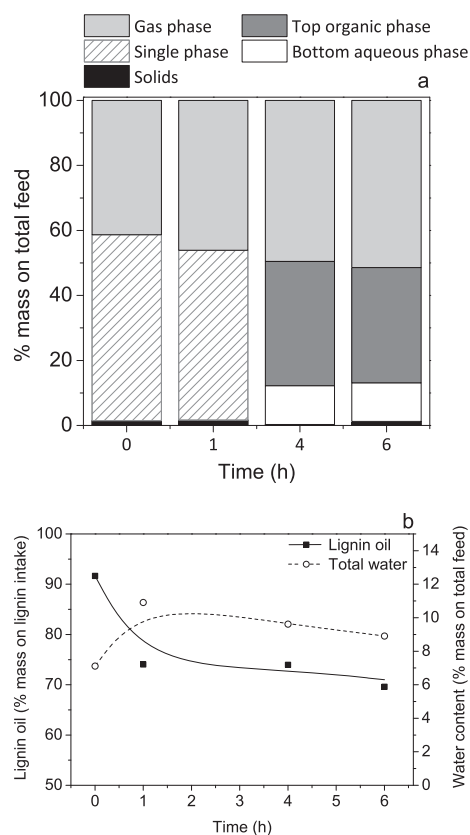 Gas phase
Top organic phase
Single phase
Bottom aqueous phase
Solids
a
100
80
60
40
20
0
% mass on total feed
0 1 4 6
Time (h)
b
Lignin oil
Total water
100
90
80
70
60
50
Lignin oil (% mass on lignin intake)
14
12
10
8
6
4
2
0
Water content (% mass on total feed)
0 1 2 3 4 5 6
Time (h)